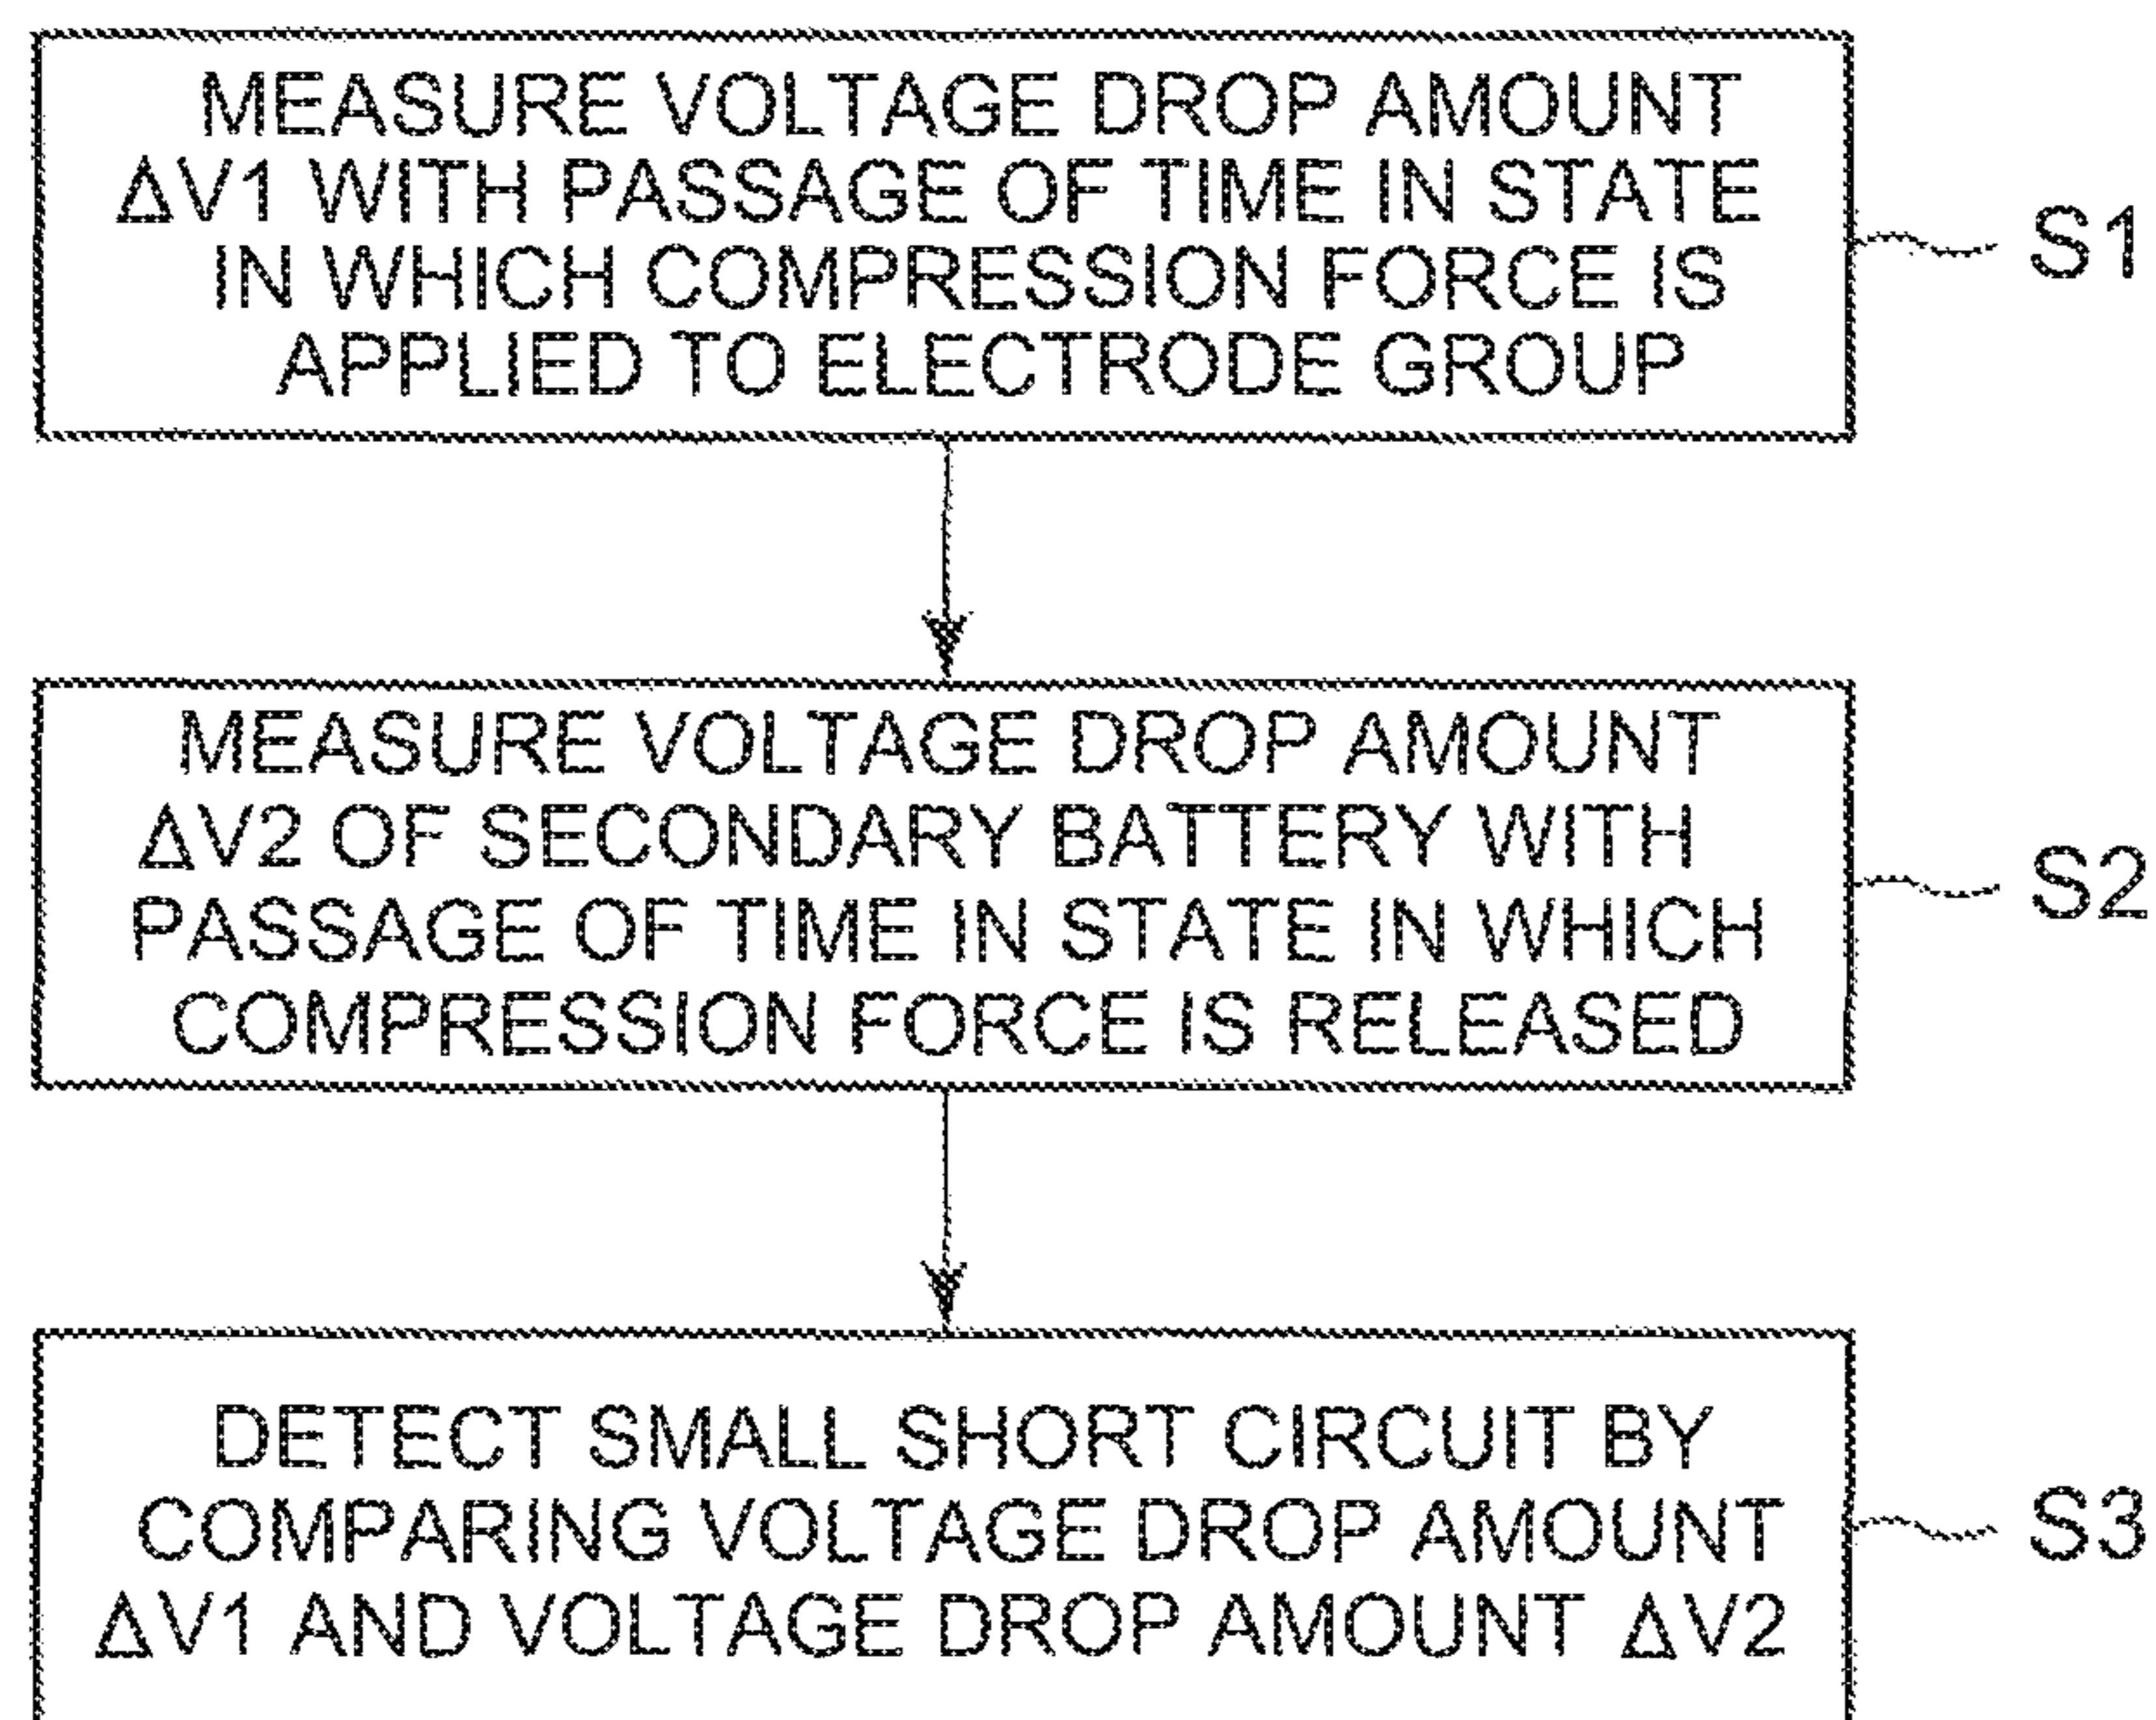 MEASURE VOLTAGE DROP AMOUNT
ΔV1 WITH PASSAGE OF TIME IN STATE
IN WHICH COMPRESSION FORCE IS
APPLIED TO ELECTRODE GROUP
S1
MEASURE VOLTAGE DROP AMOUNT
ΔV2 OF SECONDARY BATTERY WITH
PASSAGE OF TIME IN STATE IN WHICH
COMPRESSION FORCE IS RELEASED
S2
DETECT SMALL SHORT CIRCUIT BY
COMPARING VOLTAGE DROP AMOUNT
ΔV1 AND VOLTAGE DROP AMOUNT ΔV2
S3